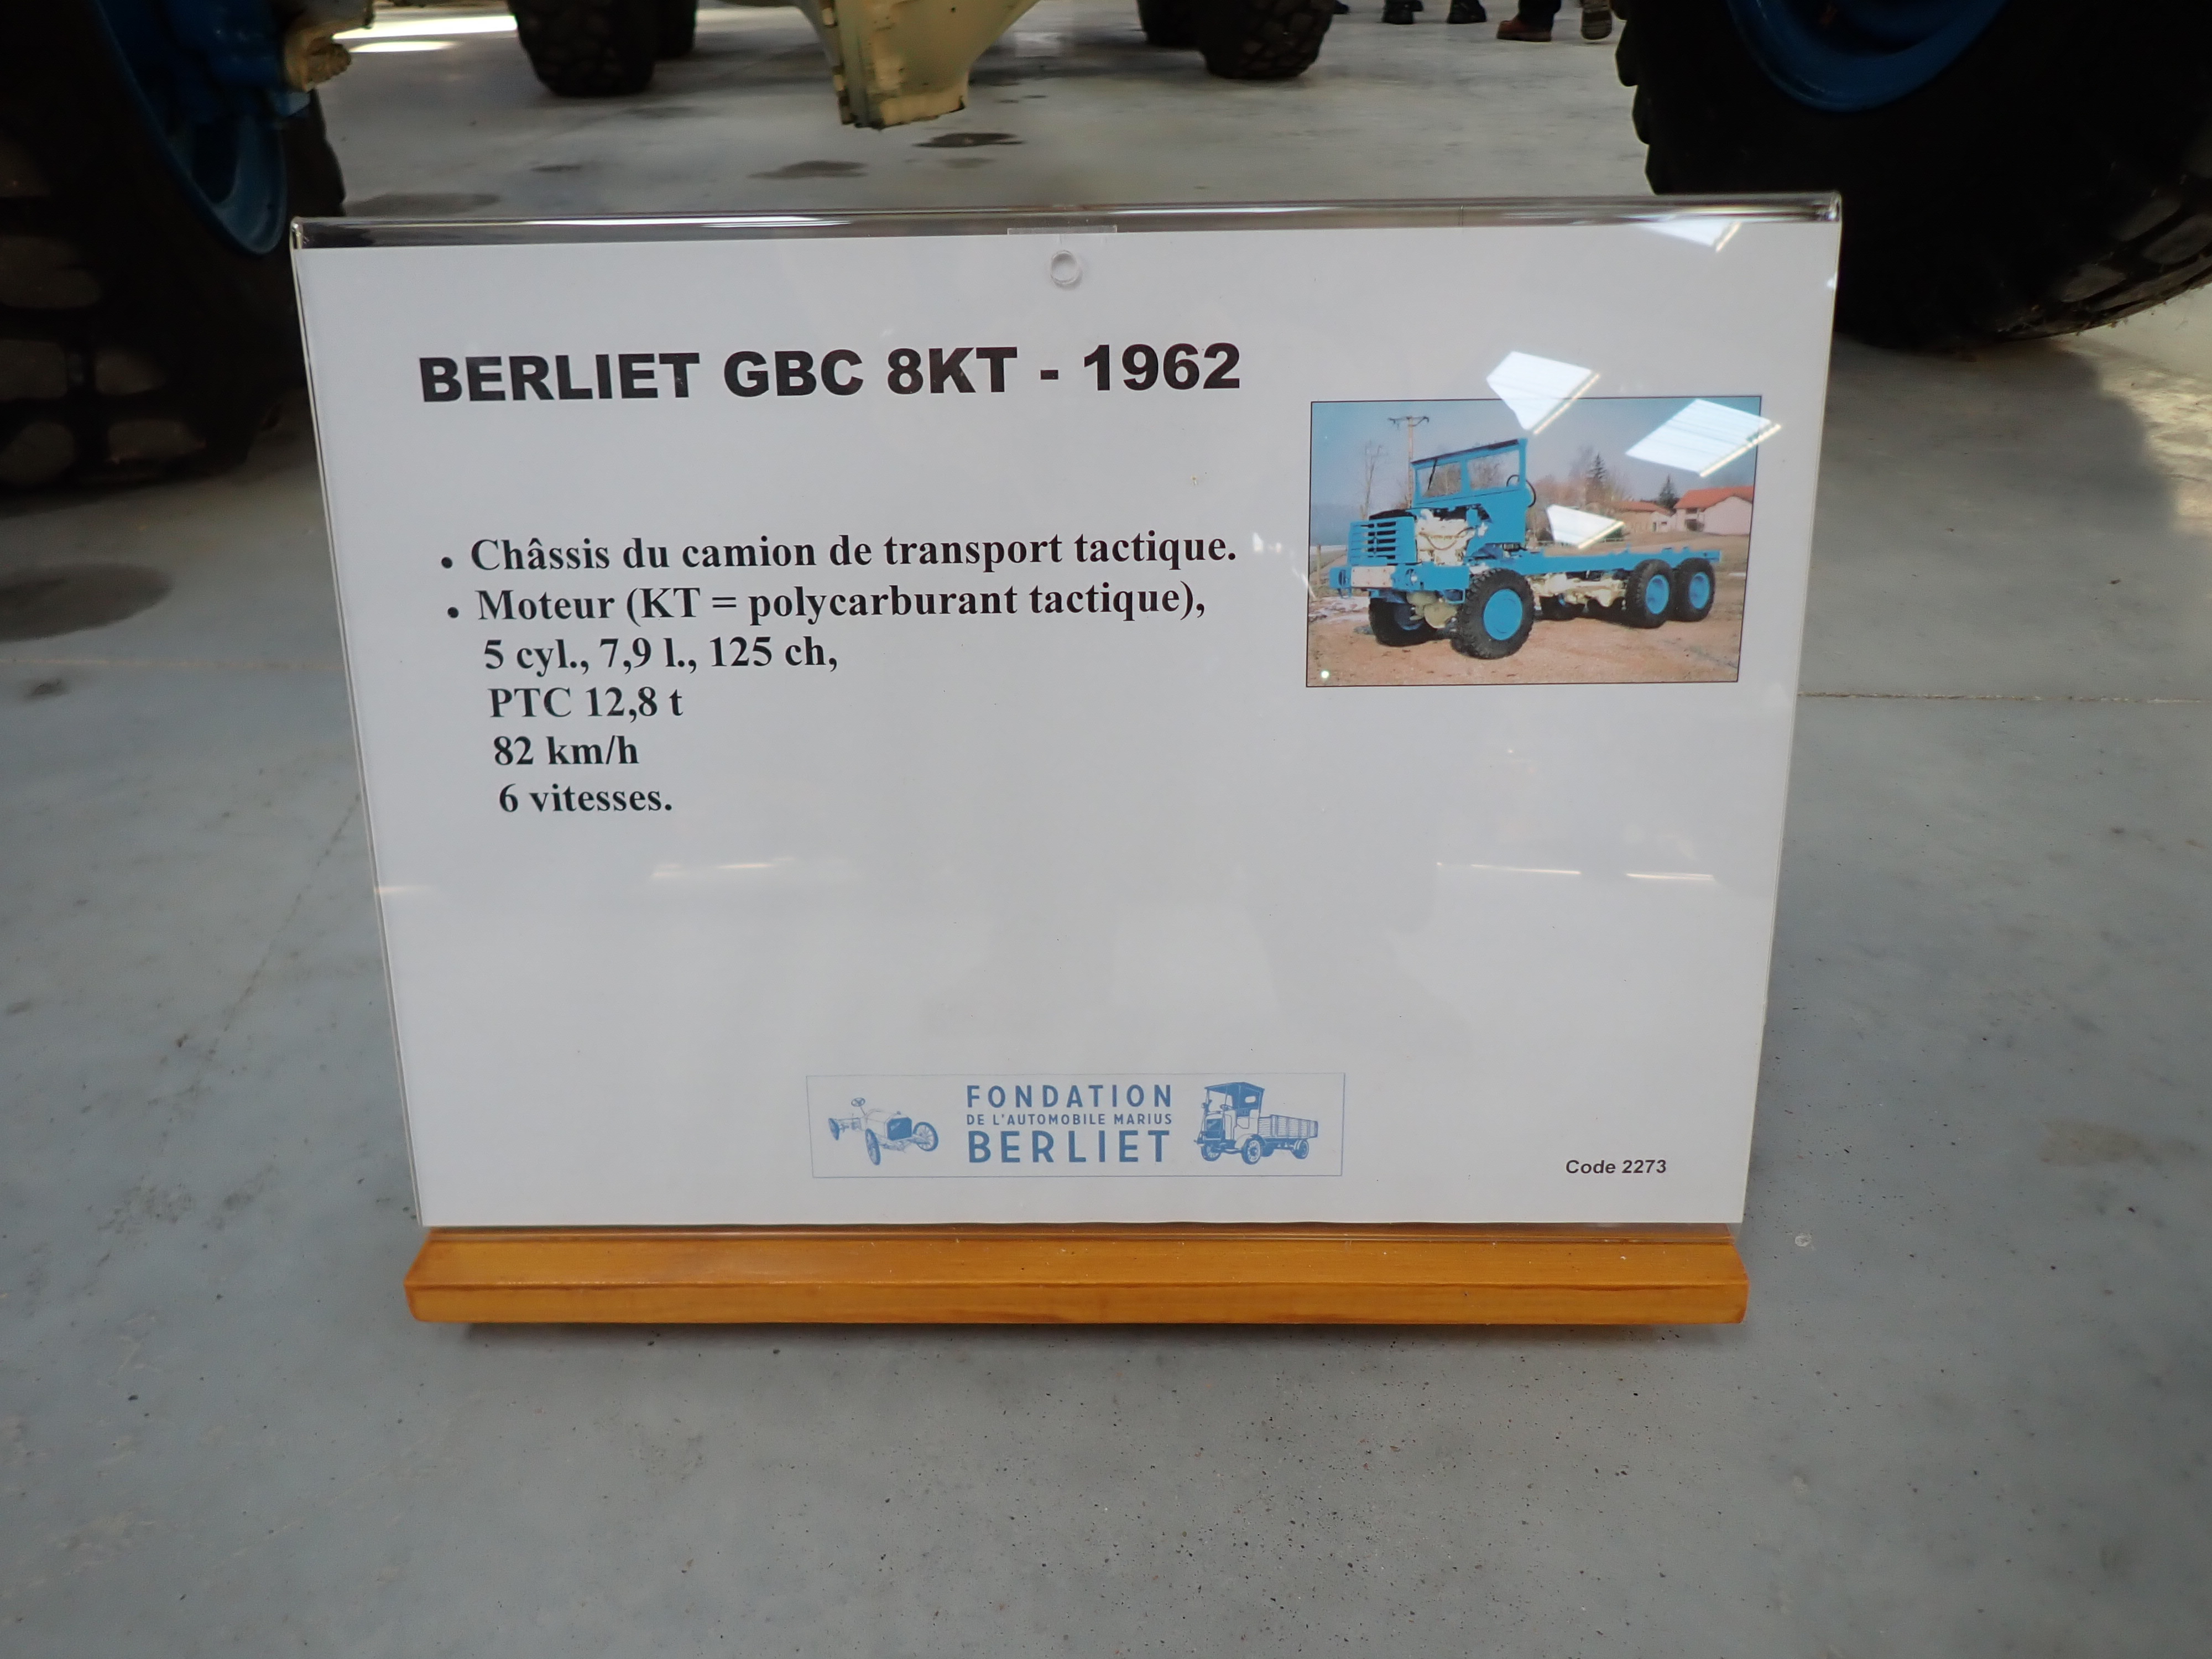 BERLIET GBC 8KT - 1962
• Châssis du camion de transport tactique.
• Moteur (KT = polycarburant tactique),
5 cyl., 7,9 l., 125 ch,
PTC 12,8 t
82 km/h
6 vitesses.
FONDATION
DE L'AUTOMOBILE MARIUS
BERLIET
Code 2273